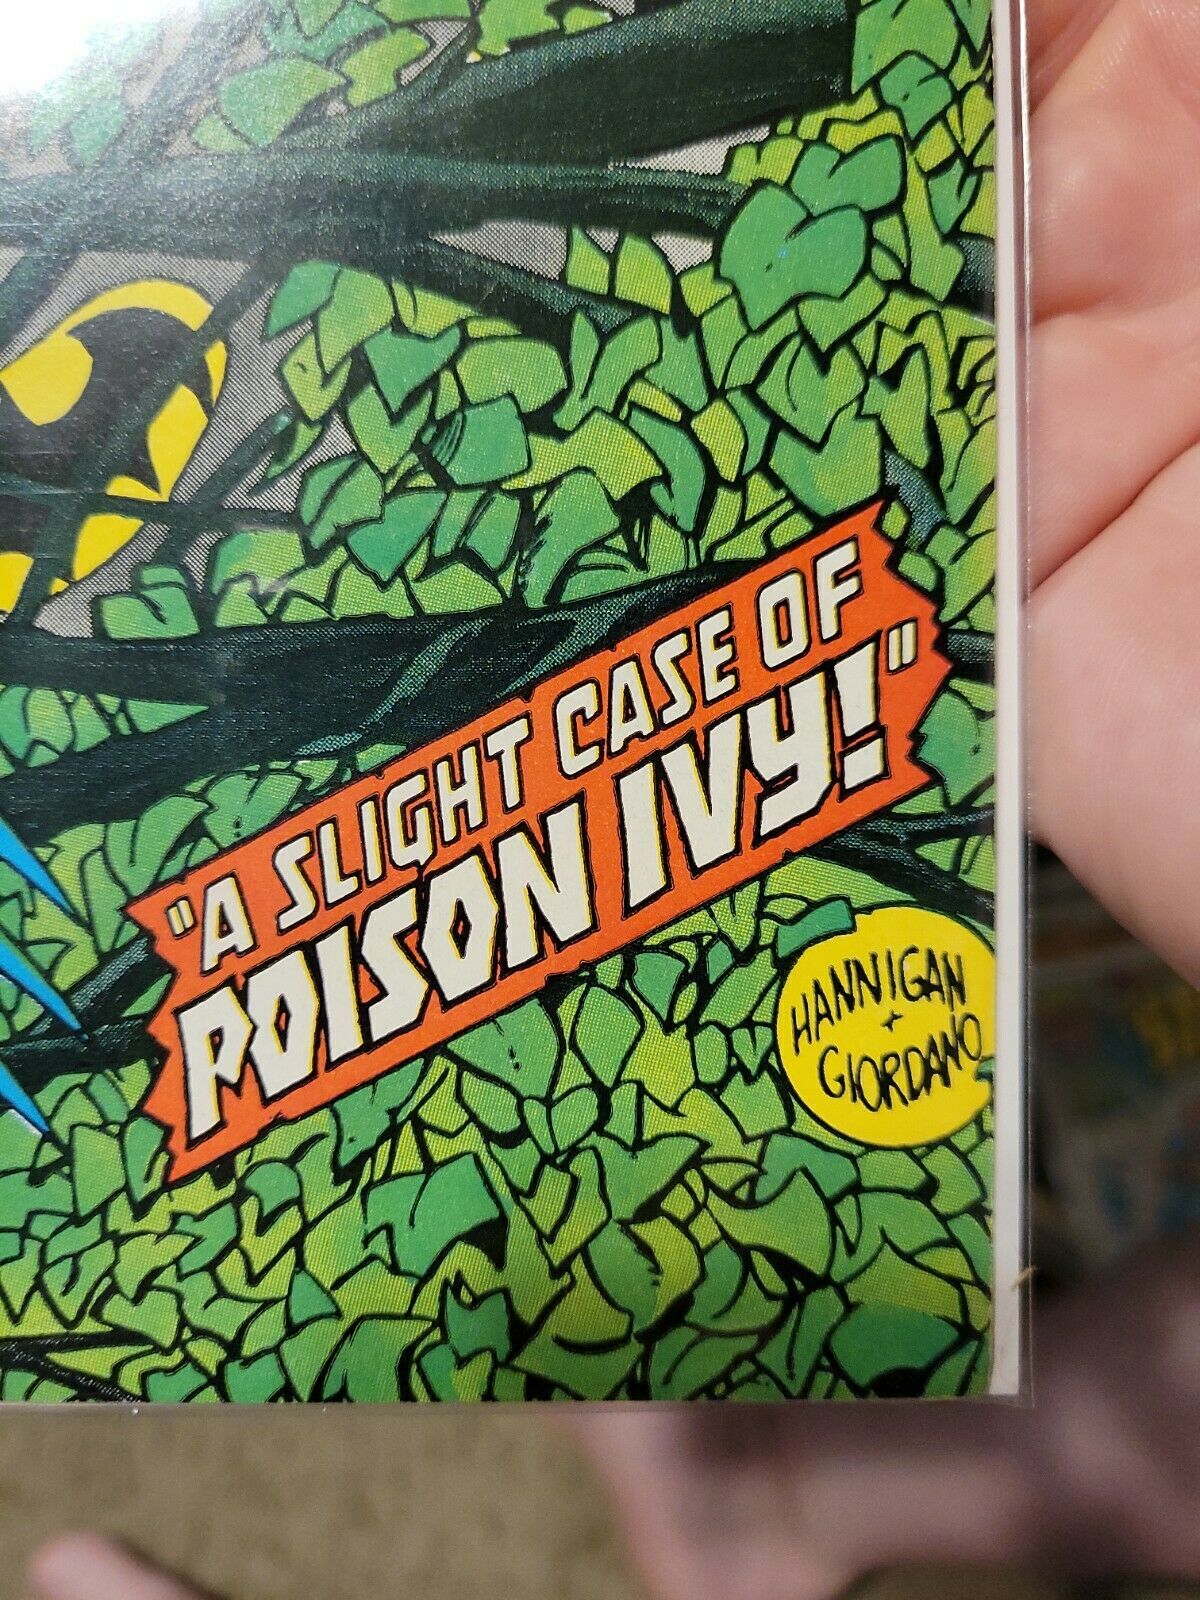 "A SLIGHT CASE OF
POISON IVY!"
HANNIGAN
+
GIORDANO